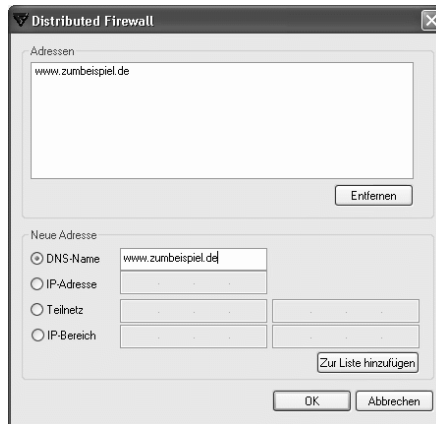 Distributed Firewall
Adressen
www.zumbeispiel.de
Entfernen
Neue Adresse
DNS-Name www.zumbeispiel.de
IP-Adresse
Teilnetz
IP-Bereich
Zur Liste hinzufügen
OK Abbrechen